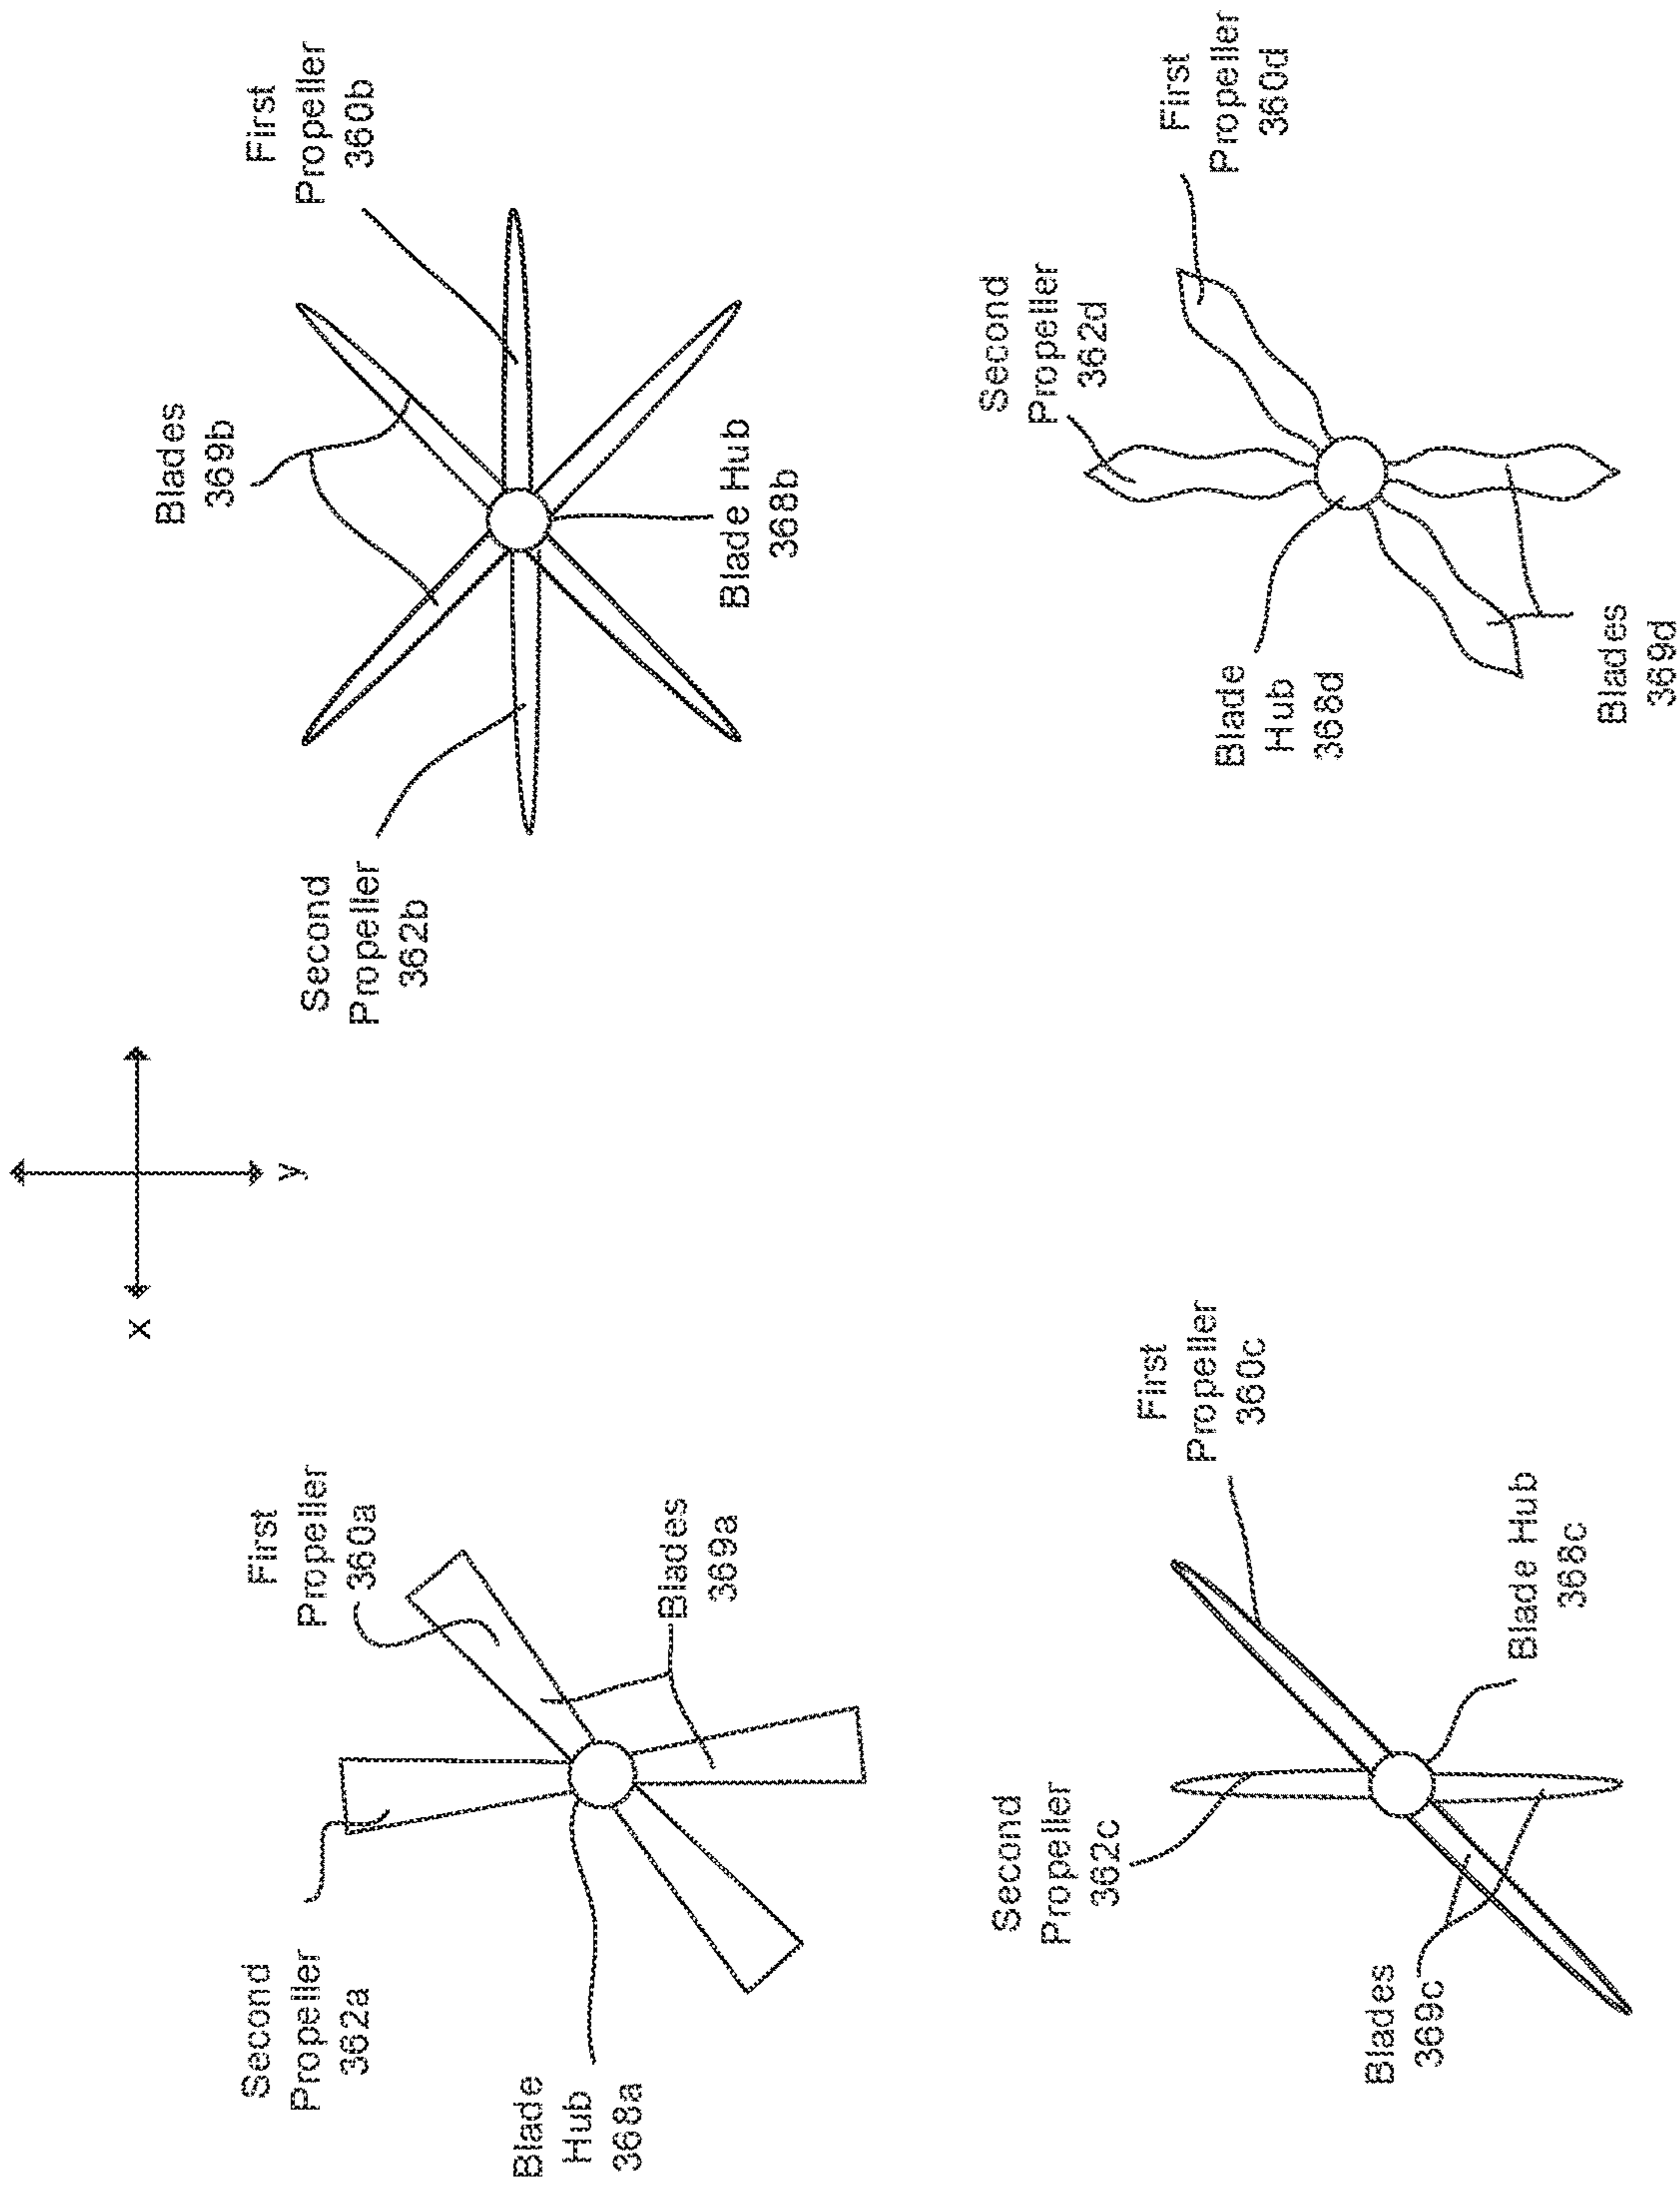 x
y
Second
Propeller
362a
First
Propeller
360a
Blade
Hub
368a
Blades
369a
Second
Propeller
362b
Blades
369b
First
Propeller
360b
Blade Hub
368b
Second
Propeller
362c
First
Propeller
360c
Blades
369c
Blade Hub
368c
Second
Propeller
362d
First
Propeller
360d
Blade
Hub
368d
Blades
369d